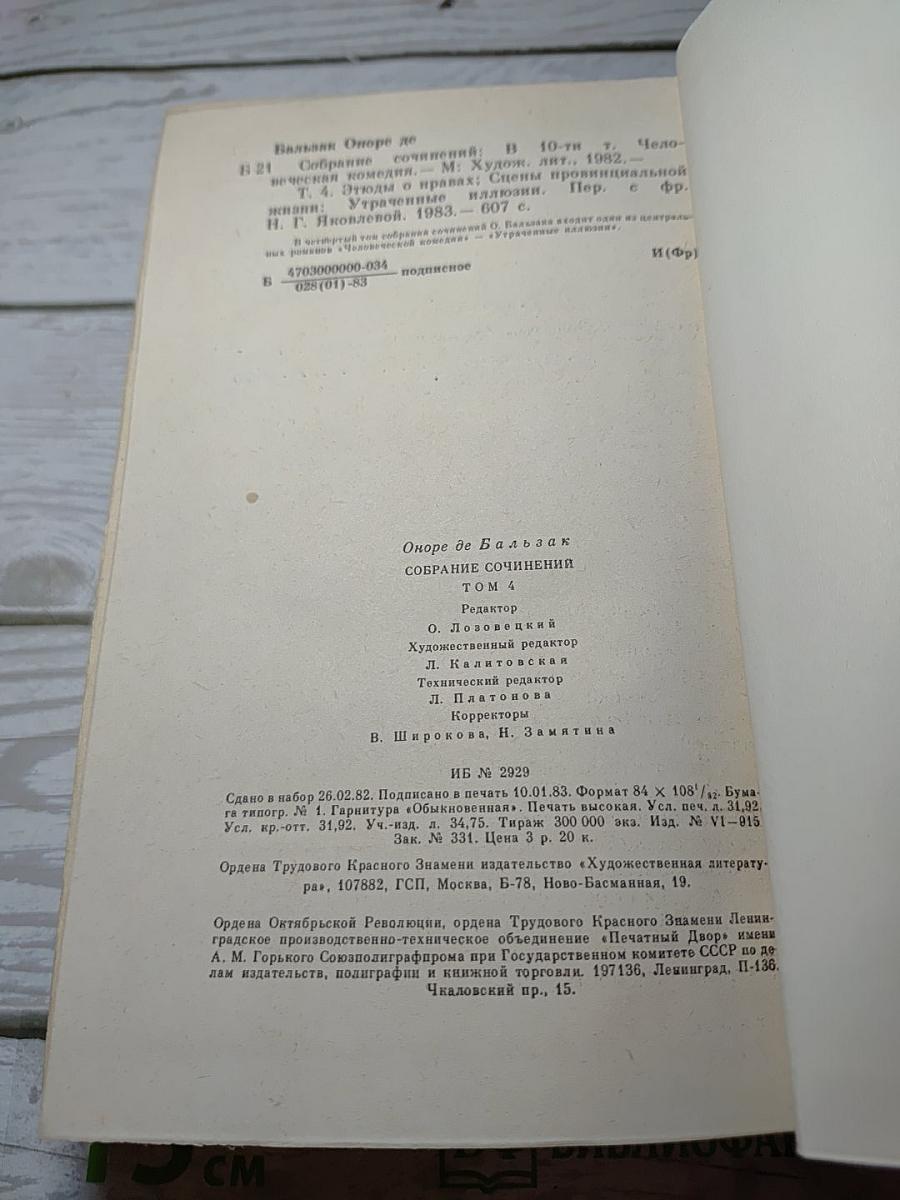 Бальзак Оноре де
Б 21 Собрание сочинений: В 10-ти т. Чело-
веческая комедия.— М: Худож. лит., 1982.—
Т. 4. Этюды о нравах; Сцены провинциальной
жизни: Утраченные иллюзии. Пер. с фр.
Н. Г. Яковлевой. 1983.— 607 с.
В четвертый том собрания сочинений О. Бальзака входит один из централь-
ных романов «Человеческой комедии» — «Утраченные иллюзии».
Б 4703000000-034 подписное И(Фр)
028(01)-83
Оноре де Бальзак
СОБРАНИЕ СОЧИНЕНИЙ
ТОМ 4
Редактор
О. Лозовецкий
Художественный редактор
Л. Калитовская
Технический редактор
Л. Платонова
Корректоры
В. Широкова, Н. Замятина
ИБ № 2929
Сдано в набор 26.02.82. Подписано в печать 10.01.83. Формат 84 × 108¹/₃₂. Бума-
га типогр. № 1. Гарнитура «Обыкновенная». Печать высокая. Усл. печ. л. 31,92.
Усл. кр.-отт. 31,92. Уч.-изд. л. 34,75. Тираж 300 000 экз. Изд. № VI—915.
Зак. № 331. Цена 3 р. 20 к.
Ордена Трудового Красного Знамени издательство «Художественная литерату-
ра», 107882, ГСП, Москва, Б-78, Ново-Басманная, 19.
Ордена Октябрьской Революции, ордена Трудового Красного Знамени Ленин-
градское производственно-техническое объединение «Печатный Двор» имени
А. М. Горького Союзполиграфпрома при Государственном комитете СССР по де-
лам издательств, полиграфии и книжной торговли. 197136, Ленинград, П-136,
Чкаловский пр., 15.
см